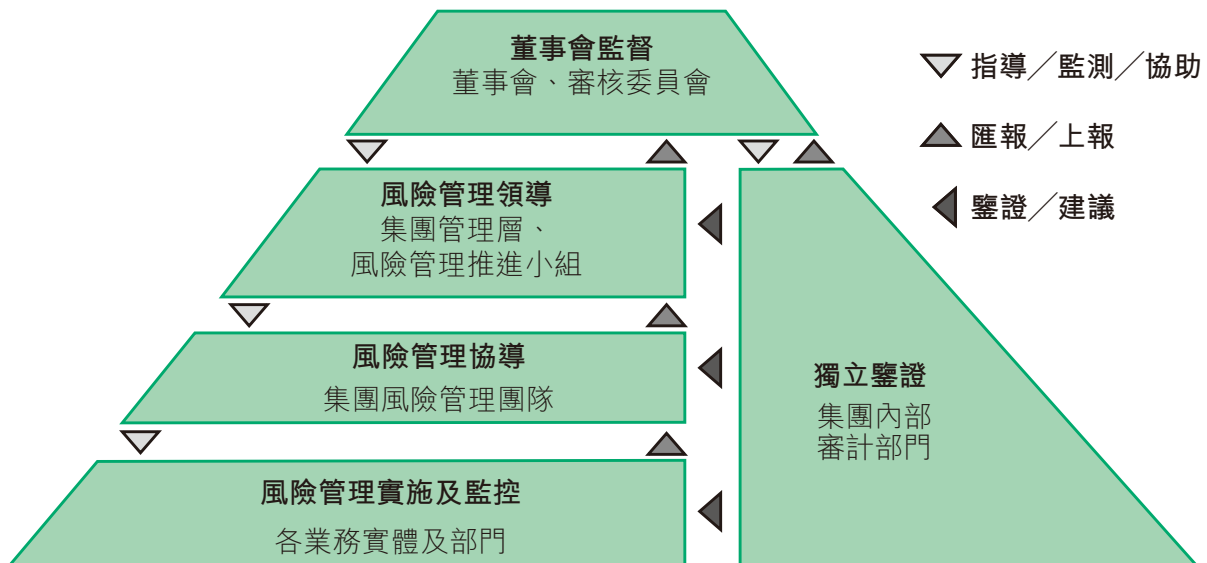 董事會監督
董事會、審核委員會
指導╱監測╱協助
匯報╱上報
鑒證╱建議
風險管理領導
集團管理層、
風險管理推進小組
風險管理協導
集團風險管理團隊
獨立鑒證
集團內部
審計部門
風險管理實施及監控
各業務實體及部門